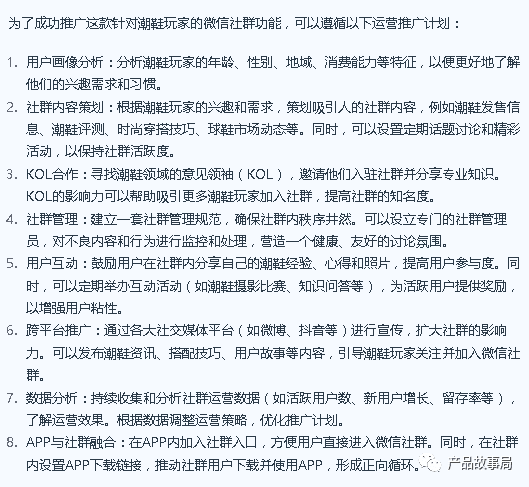 为了成功推广这款针对潮鞋玩家的微信社群功能，可以遵循以下运营推广计划：
1. 用户画像分析：分析潮鞋玩家的年龄、性别、地域、消费能力等特征，以便更好地了解
他们的兴趣需求和习惯。
2. 社群内容策划：根据潮鞋玩家的兴趣和需求，策划吸引人的社群内容，例如潮鞋发售信
息、潮鞋评测、时尚穿搭技巧、球鞋市场动态等。同时，可以设置定期话题讨论和精彩
活动，以保持社群活跃度。
3. KOL合作：寻找潮鞋领域的意见领袖（KOL），邀请他们入驻社群并分享专业知识。
KOL的影响力可以帮助吸引更多潮鞋玩家加入社群，提高社群的知名度。
4. 社群管理：建立一套社群管理规范，确保社群内秩序井然。可以设立专门的社群管理
员，对不良内容和行为进行监控和处理，营造一个健康、友好的讨论氛围。
5. 用户互动：鼓励用户在社群内分享自己的潮鞋经验、心得和照片，提高用户参与度。同
时，可以定期举办互动活动（如潮鞋摄影比赛、知识问答等），为活跃用户提供奖励，
以增强用户粘性。
6. 跨平台推广：通过各大社交媒体平台（如微博、抖音等）进行宣传，扩大社群的影响
力。可以发布潮鞋资讯、搭配技巧、用户故事等内容，引导潮鞋玩家关注并加入微信社
群。
7. 数据分析：持续收集和分析社群运营数据（如活跃用户数、新用户增长、留存率等），
了解运营效果。根据数据调整运营策略，优化推广计划。
8. APP与社群融合：在APP内加入社群入口，方便用户直接进入微信社群。同时，在社群
内设置APP下载链接，推动社群用户下载并使用APP，形成正向循环。
产品故事局